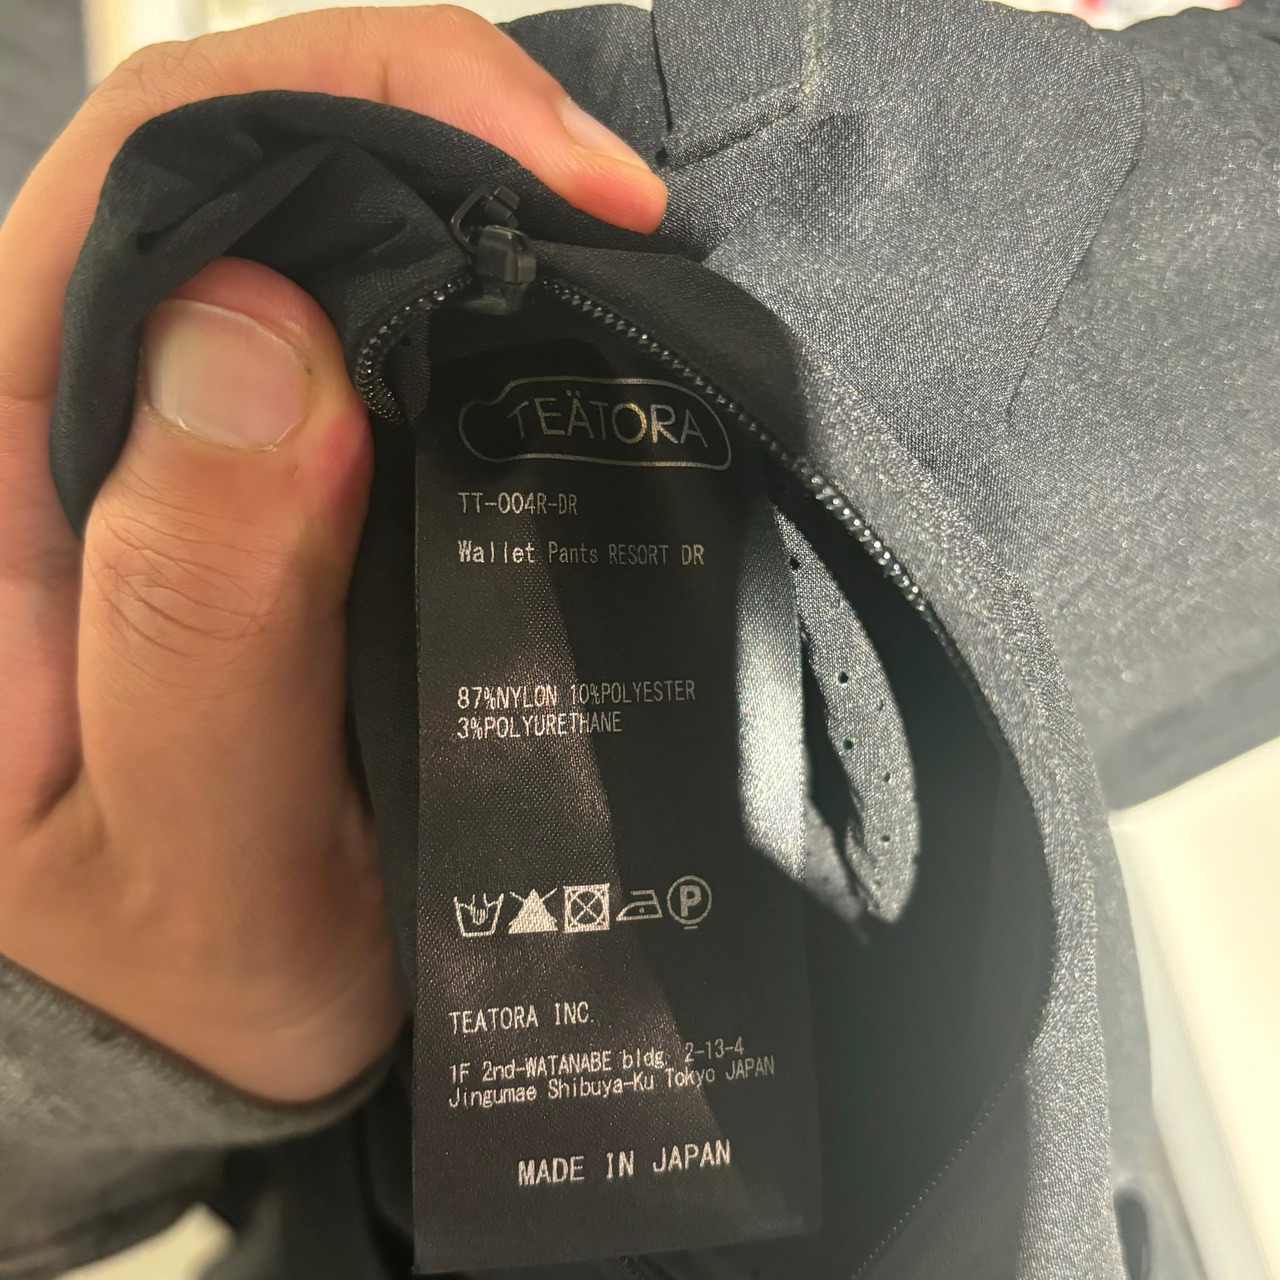 TEÄTORA
TT-004R-DR
Wallet Pants RESORT DR
87%NYLON 10%POLYESTER
3%POLYURETHANE
P
TEATORA INC.
1F 2nd-WATANABE bldg. 2-13-4
Jingumae Shibuya-Ku Tokyo JAPAN
MADE IN JAPAN